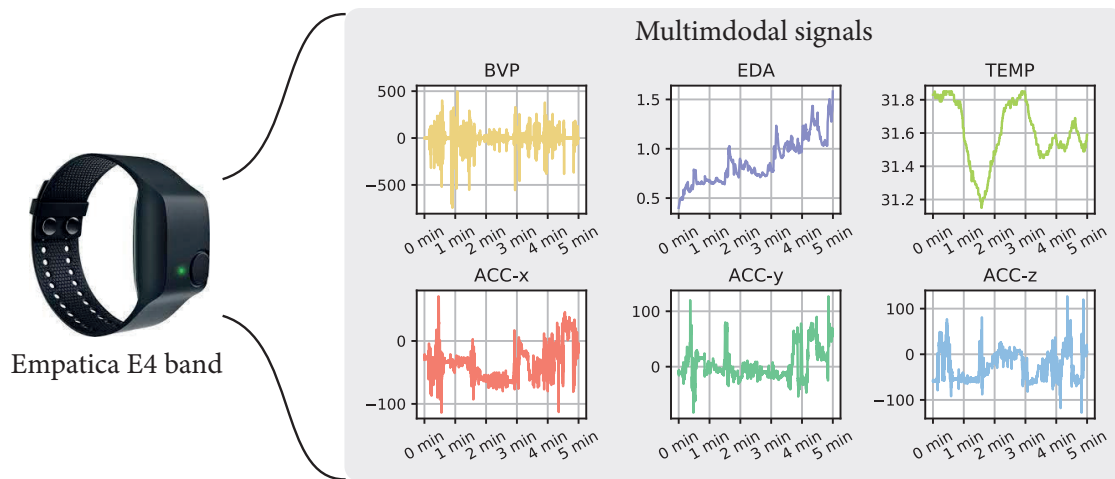 Multimdodal signals
BVP
EDA
TEMP
500
0
−500
1.5
1.0
0.5
31.8
31.6
31.4
31.2
0 min 1 min 2 min 3 min 4 min 5 min
0 min 1 min 2 min 3 min 4 min 5 min
0 min 1 min 2 min 3 min 4 min 5 min
ACC-x
ACC-y
ACC-z
0
−100
100
0
100
0
−100
0 min 1 min 2 min 3 min 4 min 5 min
0 min 1 min 2 min 3 min 4 min 5 min
0 min 1 min 2 min 3 min 4 min 5 min
Empatica E4 band